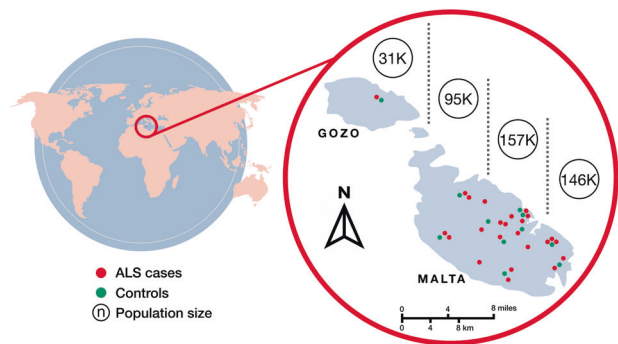 31K
95K
157K
146K
GOZO
N
MALTA
ALS cases
Controls
n Population size
0 4 8 miles
0 4 8 km